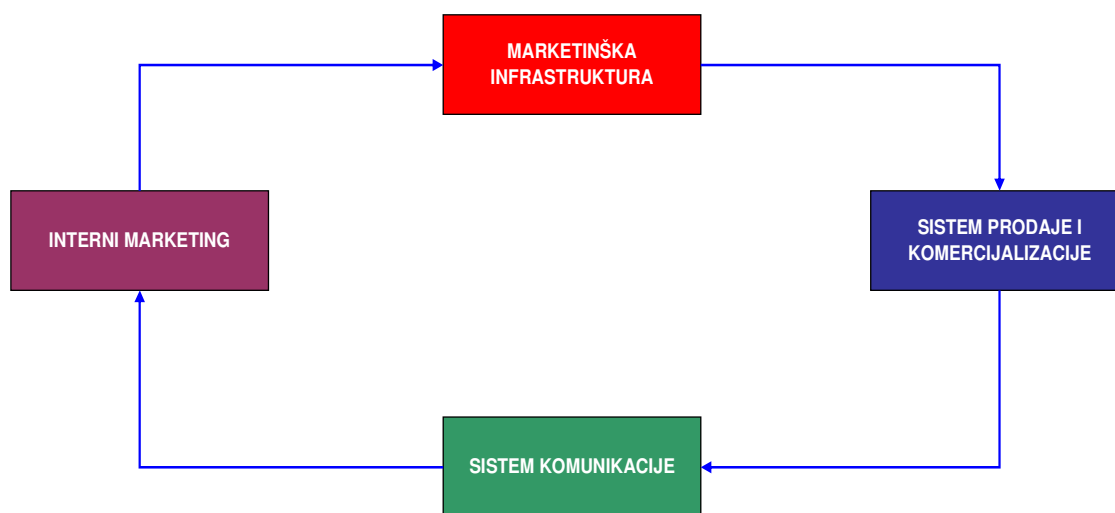 MARKETINŠKA
INFRASTRUKTURA
INTERNI MARKETING
SISTEM PRODAJE I
KOMERCIJALIZACIJE
SISTEM KOMUNIKACIJE